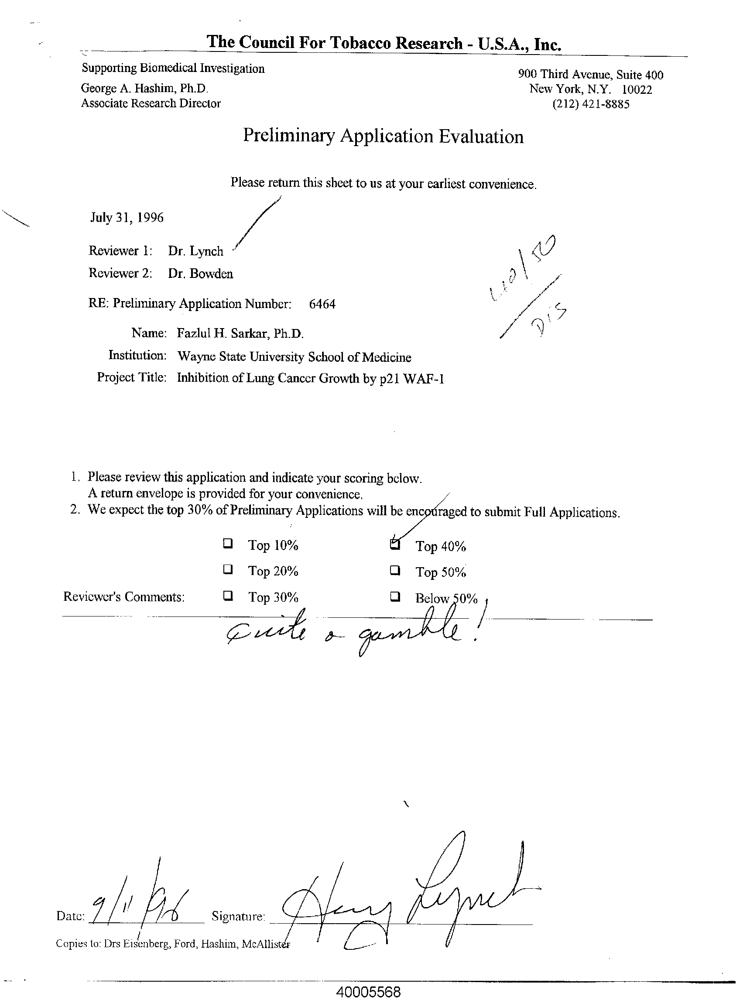 The Council For Tobacco Research - U.S.A., Inc.
Supporting Biomedical Investigation
George A. Hashim, Ph.D.
Associate Research Director
900 Third Avenue, Suite 400
New York, N.Y. 10022
(212) 421-8885
Preliminary Application Evaluation
Please return this sheet to us at your earliest convenience.
July 31, 1996
Reviewer 1: Dr. Lynch
Reviewer 2: Dr. Bowden
40/50
DIS
RE: Preliminary Application Number: 6464
Name: Fazlul H. Sarkar, Ph.D.
Institution: Wayne State University School of Medicine
Project Title: Inhibition of Lung Cancer Growth by p21 WAF-1
1. Please review this application and indicate your scoring below.
A return envelope is provided for your convenience.
2. We expect the top 30% of Preliminary Applications will be encouraged to submit Full Applications.
Top 10% Top 40%
Top 20% Top 50%
Reviewer's Comments: Top 30% Below 50%
Quite a gamble!
Date: 9/11/96 Signature: Henry Lynch
Copies to: Drs Eisenberg, Ford, Hashim, McAllister
40005568